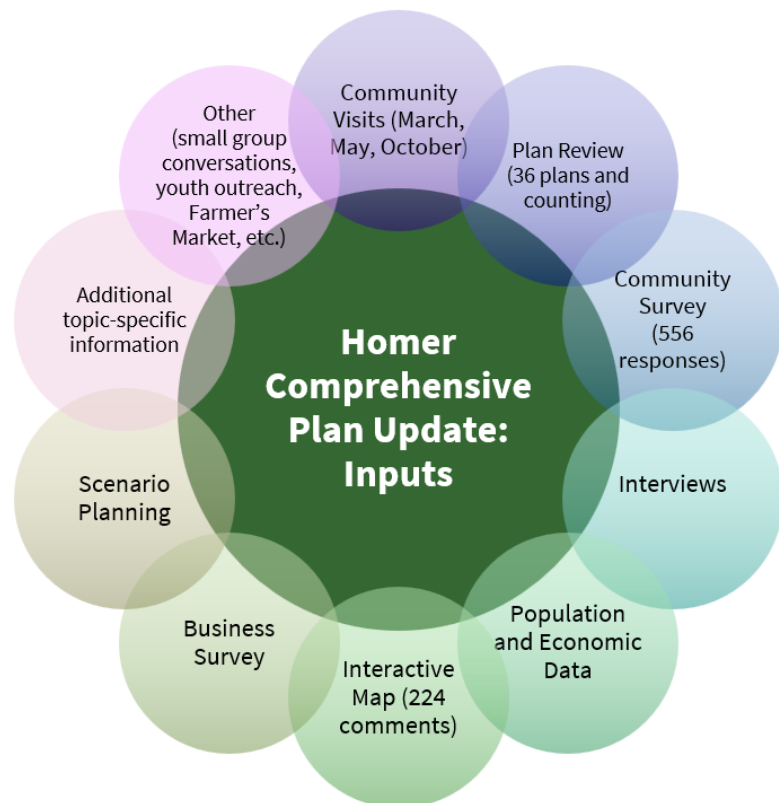 Homer
Comprehensive
Plan Update:
Inputs
Community
Visits (March,
May, October)
Plan Review
(36 plans and
counting)
Community
Survey
(556
responses)
Interviews
Population
and Economic
Data
Interactive
Map (224
comments)
Business
Survey
Scenario
Planning
Additional
topic-specific
information
Other
(small group
conversations,
youth outreach,
Farmer’s
Market, etc.)